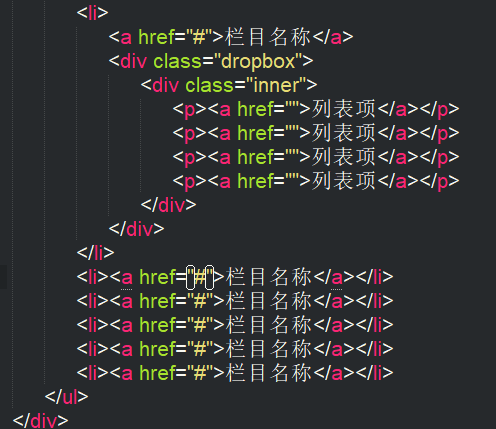 <li>
<a href="#">栏目名称</a>
<div class="dropbox">
<div class="inner">
<p><a href="">列表项</a></p>
<p><a href="">列表项</a></p>
<p><a href="">列表项</a></p>
<p><a href="">列表项</a></p>
</div>
</div>
</li>
<li><a href="#">栏目名称</a></li>
<li><a href="#">栏目名称</a></li>
<li><a href="#">栏目名称</a></li>
<li><a href="#">栏目名称</a></li>
<li><a href="#">栏目名称</a></li>
</ul>
</div>